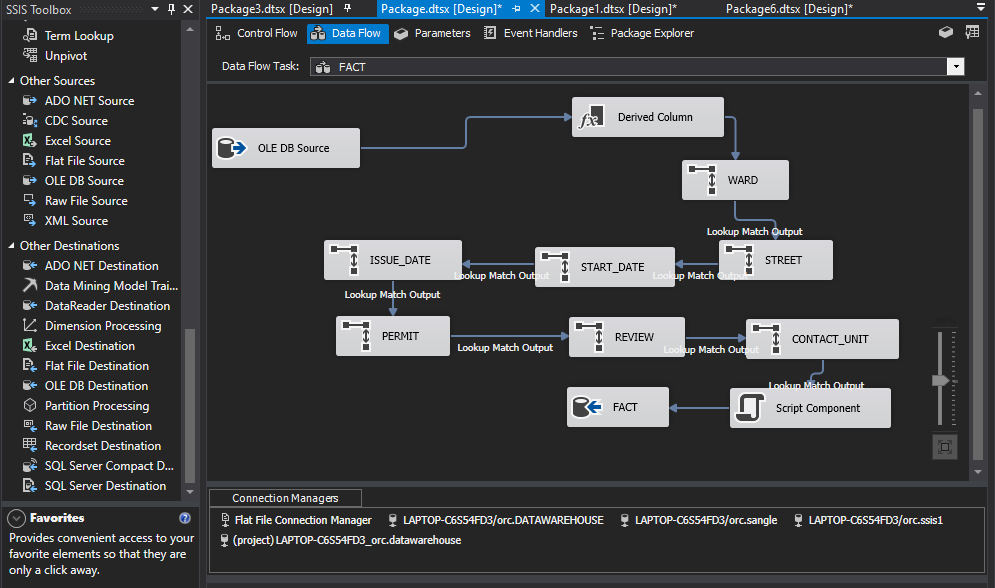 SSIS Toolbox
Term Lookup
Unpivot
Other Sources
ADO NET Source
CDC Source
Excel Source
Flat File Source
OLE DB Source
Raw File Source
XML Source
Other Destinations
ADO NET Destination
Data Mining Model Trai...
DataReader Destination
Dimension Processing
Excel Destination
Flat File Destination
OLE DB Destination
Partition Processing
Raw File Destination
Recordset Destination
SQL Server Compact D...
SQL Server Destination
Favorites
Provides convenient access to your
favorite elements so that they are
only a click away.
Package3.dtsx [Design] Package.dtsx [Design]* Package1.dtsx [Design]* Package6.dtsx [Design]*
Control Flow Data Flow Parameters Event Handlers Package Explorer
Data Flow Task: FACT
OLE DB Source
fx Derived Column
WARD
Lookup Match Output
STREET
Lookup Match Output
START_DATE
Lookup Match Output
ISSUE_DATE
Lookup Match Output
PERMIT
Lookup Match Output
REVIEW
Lookup Match Output
CONTACT_UNIT
Lookup Match Output
Script Component
FACT
Connection Managers
Flat File Connection Manager LAPTOP-C6S54FD3/orc.DATAWAREHOUSE LAPTOP-C6S54FD3/orc.sangle LAPTOP-C6S54FD3/orc.ssis1
(project) LAPTOP-C6S54FD3_orc.datawarehouse